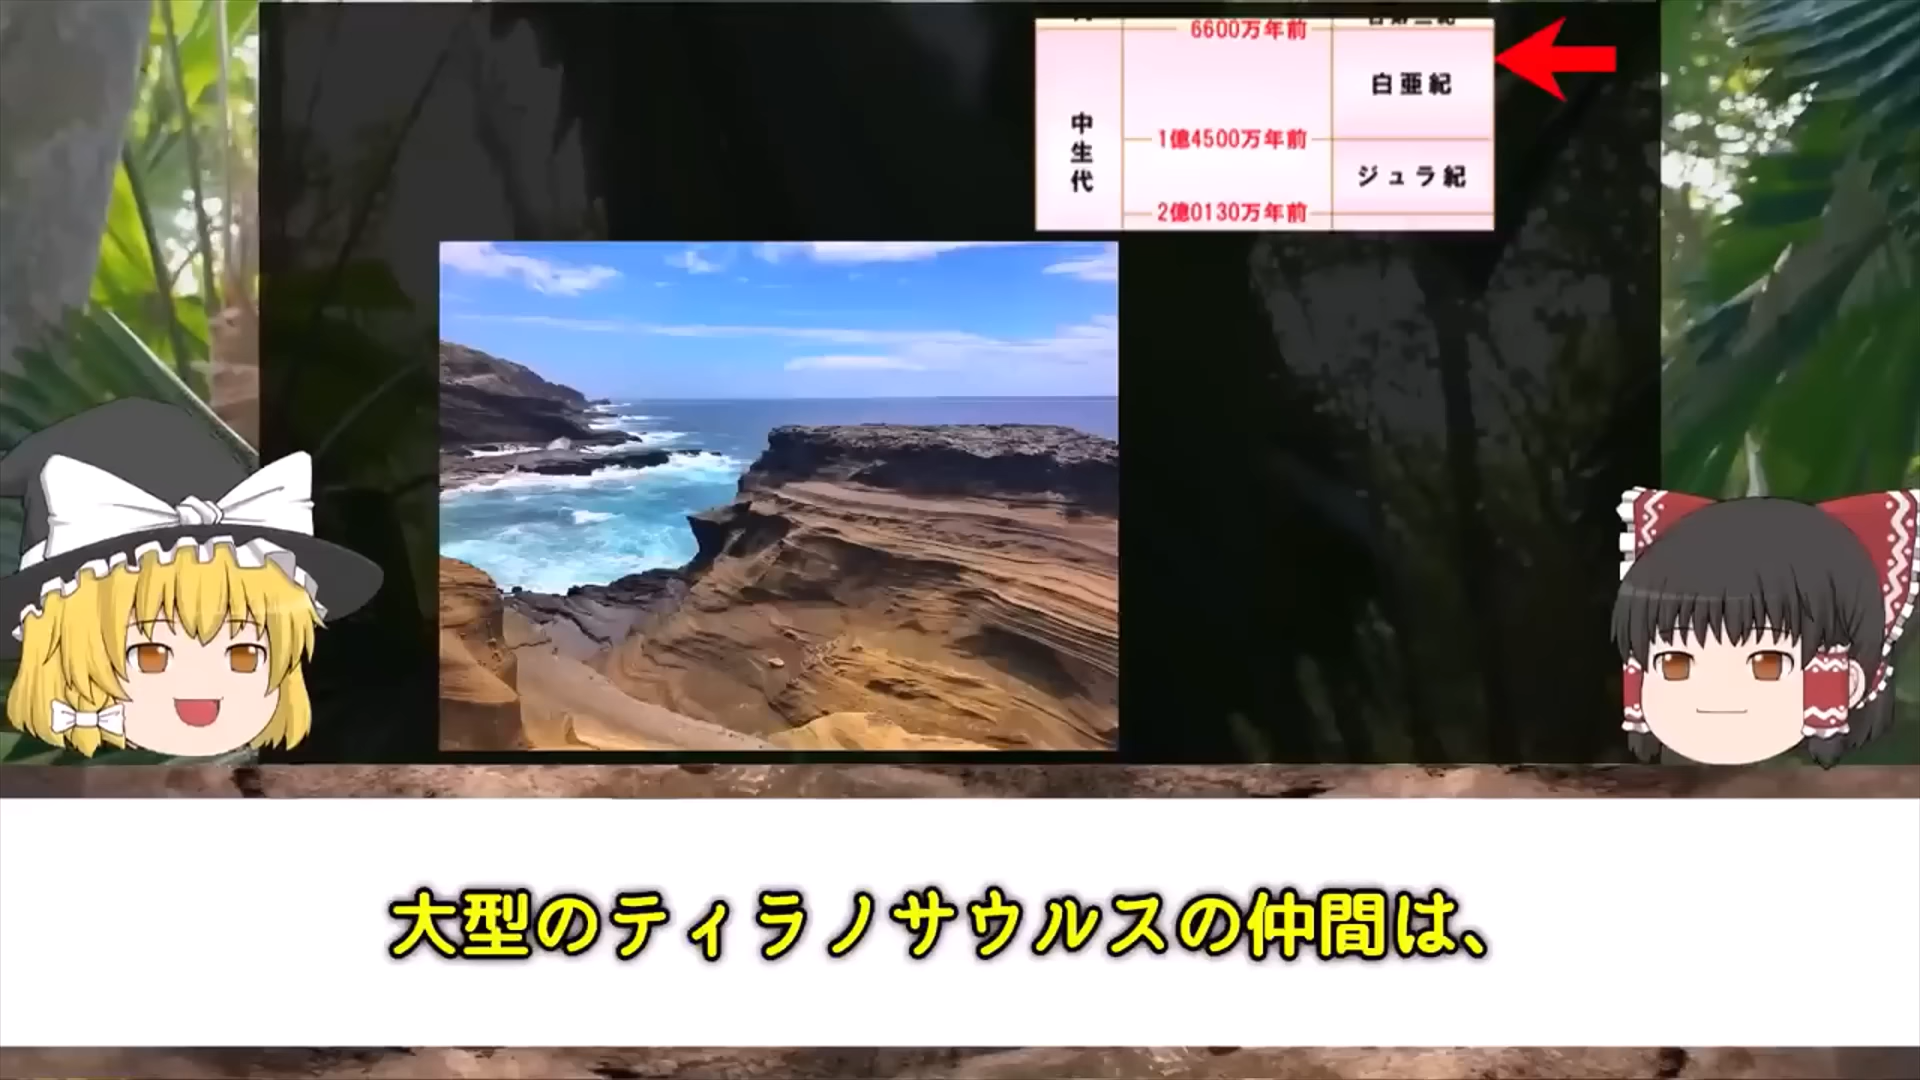 6600万年前
白亜紀
中生代
1億4500万年前
ジュラ紀
2億0130万年前
大型のティラノサウルスの仲間は、